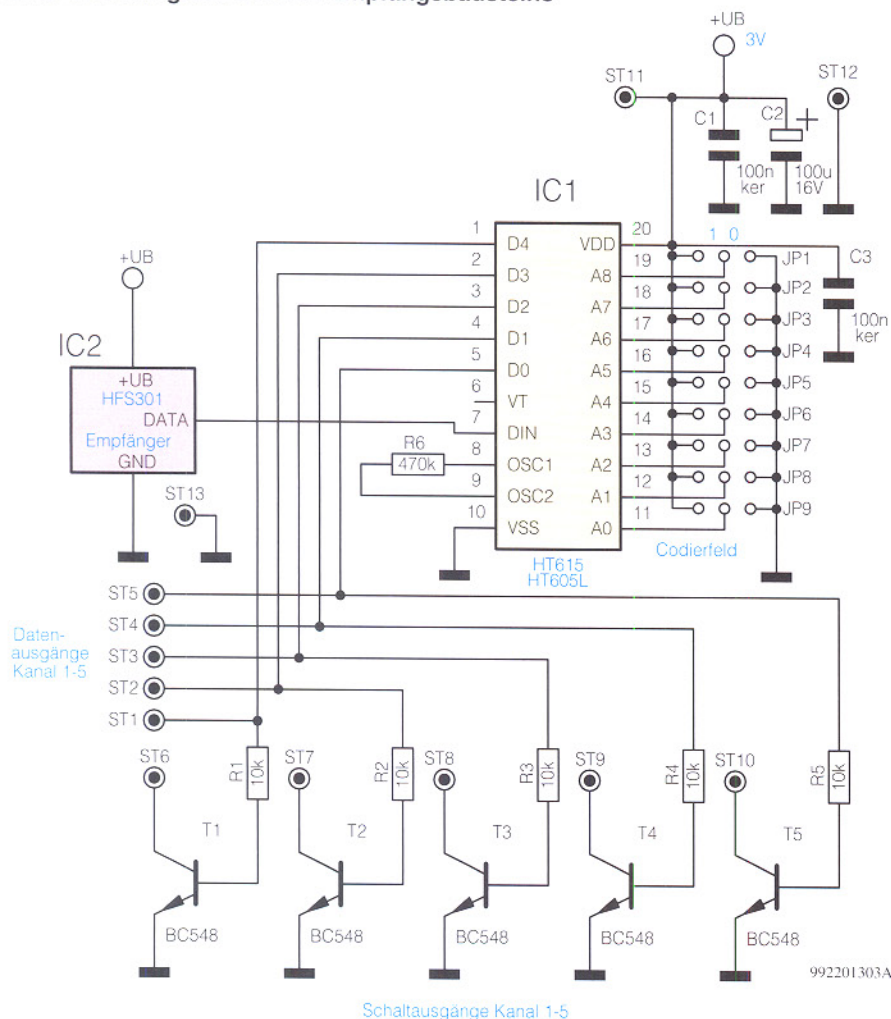 +UB
3V
ST11
ST12
C1
C2
+
100n
ker
100u
16V
IC1
1 D4 VDD 20
2 D3 A8 19
3 D2 A7 18
4 D1 A6 17
5 D0 A5 16
6 VT A4 15
7 DIN A3 14
8 OSC1 A2 13
9 OSC2 A1 12
10 VSS A0 11
HT615
HT605L
1 0
JP1
JP2
JP3
JP4
JP5
JP6
JP7
JP8
JP9
Codierfeld
C3
100n
ker
+UB
IC2
+UB
HFS301
DATA
Empfänger
GND
R6
470k
ST13
ST5
ST4
ST3
ST2
ST1
Daten-
ausgänge
Kanal 1-5
ST6 R1 10k ST7 R2 10k ST8 R3 10k ST9 R4 10k ST10 R5 10k
T1 T2 T3 T4 T5
BC548 BC548 BC548 BC548 BC548
992201303A
Schaltausgänge Kanal 1-5